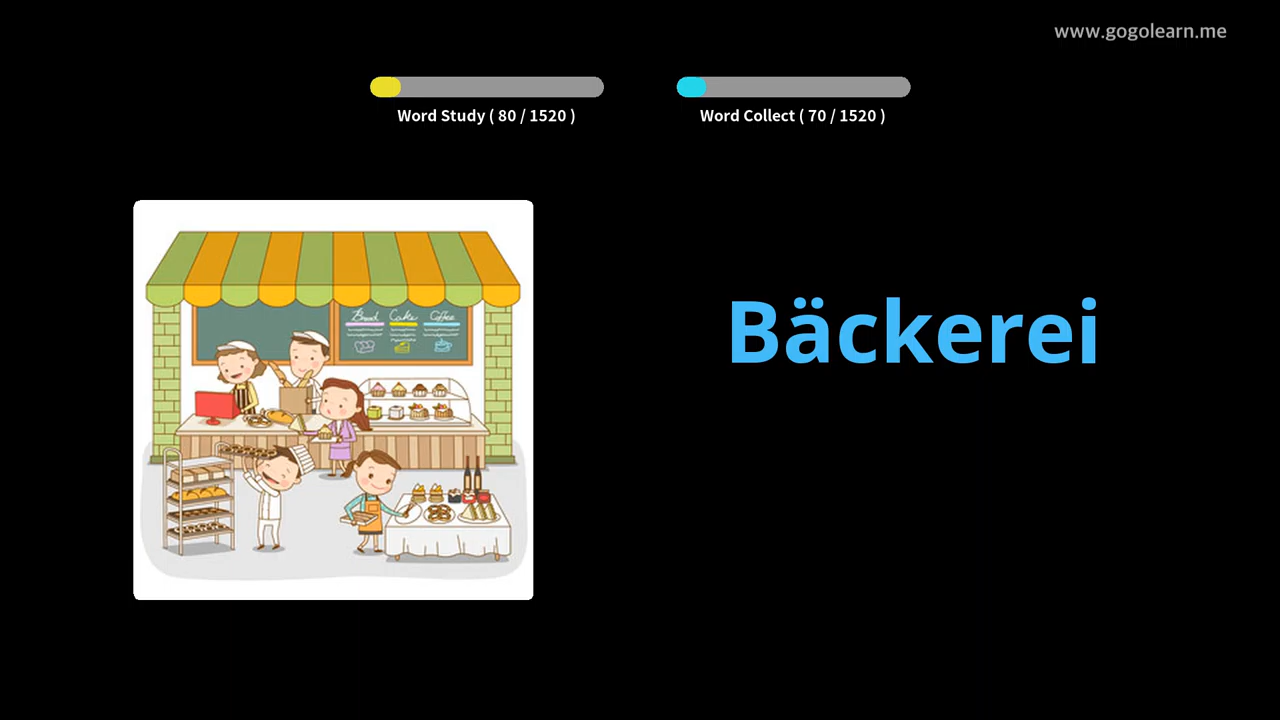 www.gogolearn.me
Word Study ( 80 / 1520 )
Word Collect ( 70 / 1520 )
Bread Cake Coffee
Bäckerei